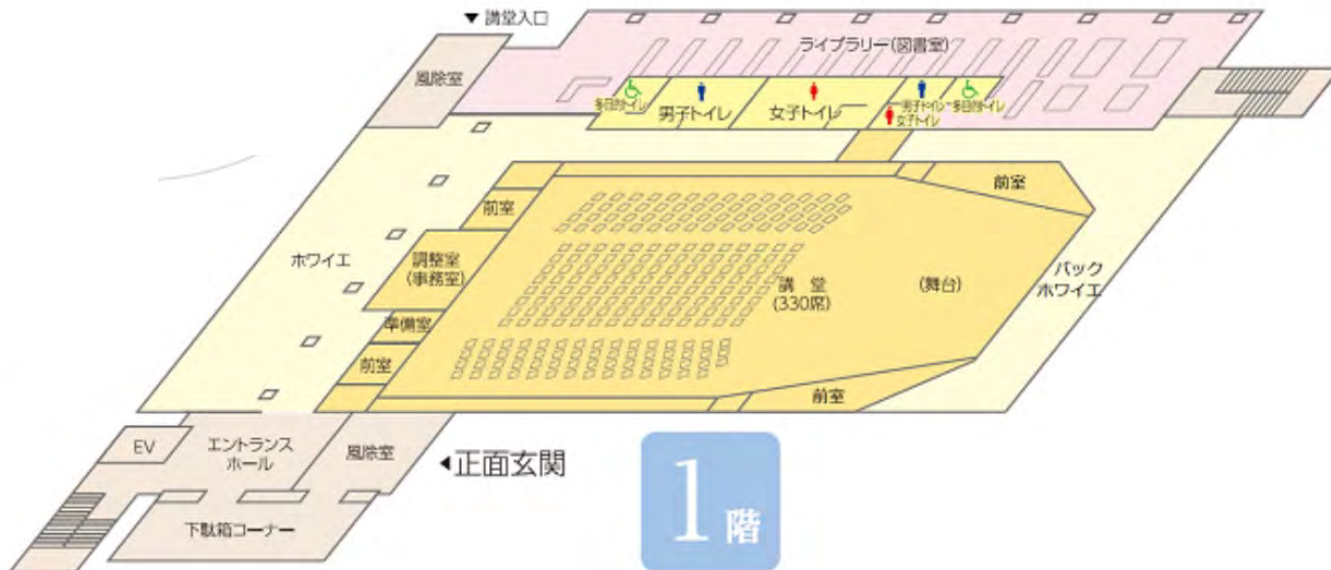 ▼ 講堂入口
ライブラリー(図書室)
風除室
多目的トイレ
男子トイレ
女子トイレ
男子トイレ
女子トイレ
多目的トイレ
前室
前室
ホワイエ
調整室
(事務室)
講 堂
(330席)
(舞台)
バック
ホワイエ
準備室
前室
前室
EV
エントランス
ホール
風除室
◀正面玄関
下駄箱コーナー
1階